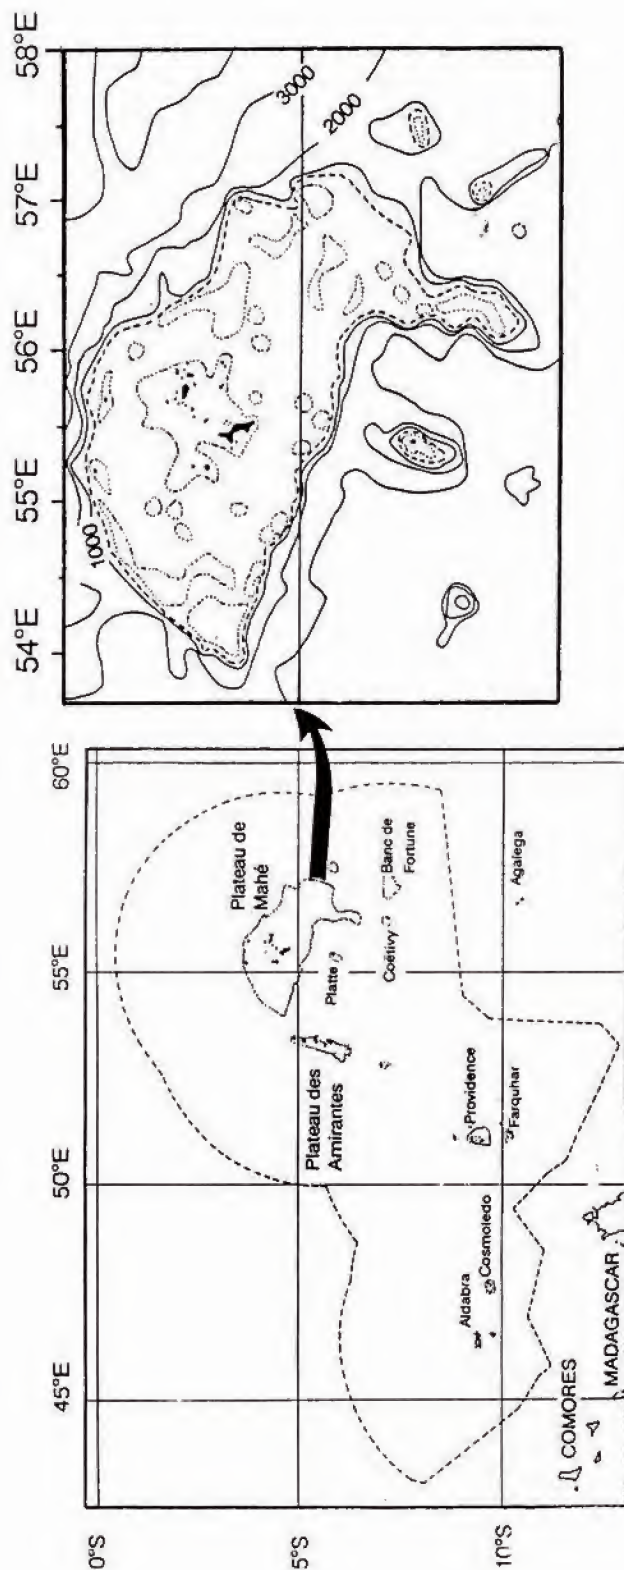 54°E
55°E
56°E
57°E
58°E
1000
2000
3000
45°E
50°E
55°E
60°E
0°S
5°S
10°S
Plateau de
Mahé
Plateau des
Amirantes
Platte
Coëtivy
Banc de
Fortune
Agalega
Providence
Farquhar
Aldabra
Cosmoledo
COMORES
MADAGASCAR